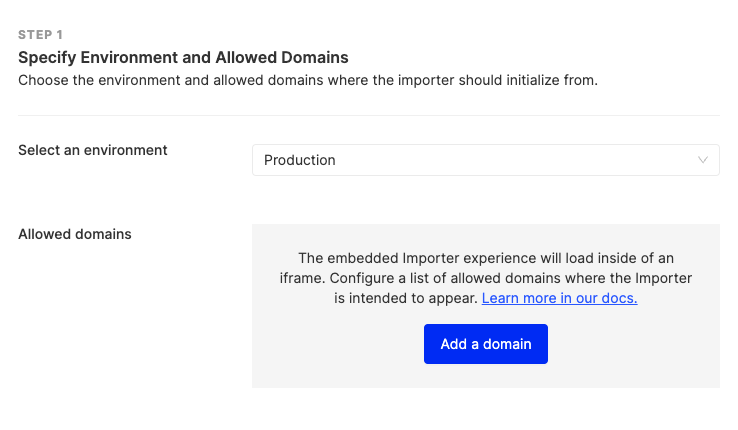 STEP 1
Specify Environment and Allowed Domains
Choose the environment and allowed domains where the importer should initialize from.
Select an environment
Production
Allowed domains
The embedded Importer experience will load inside of an
iframe. Configure a list of allowed domains where the Importer
is intended to appear. Learn more in our docs.
Add a domain